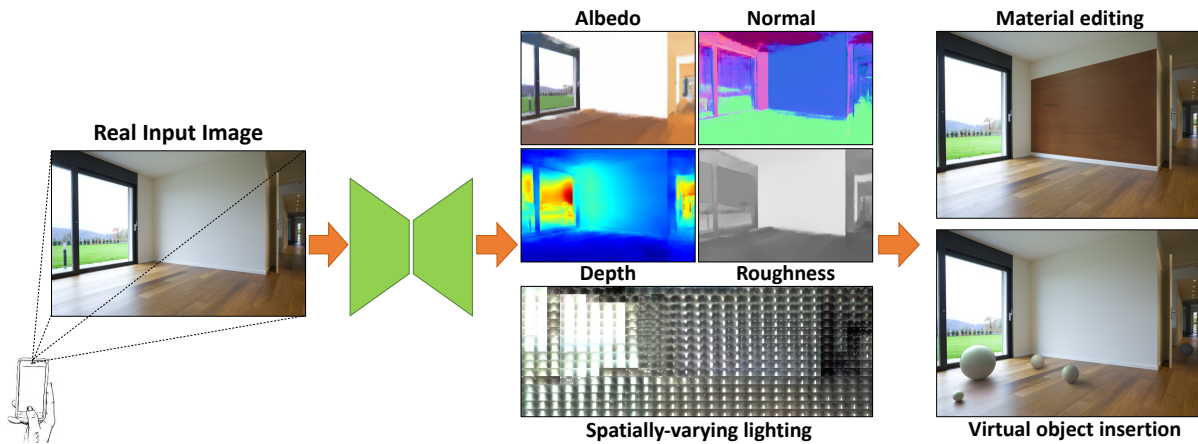 Real Input Image
Albedo
Normal
Depth
Roughness
Spatially-varying lighting
Material editing
Virtual object insertion